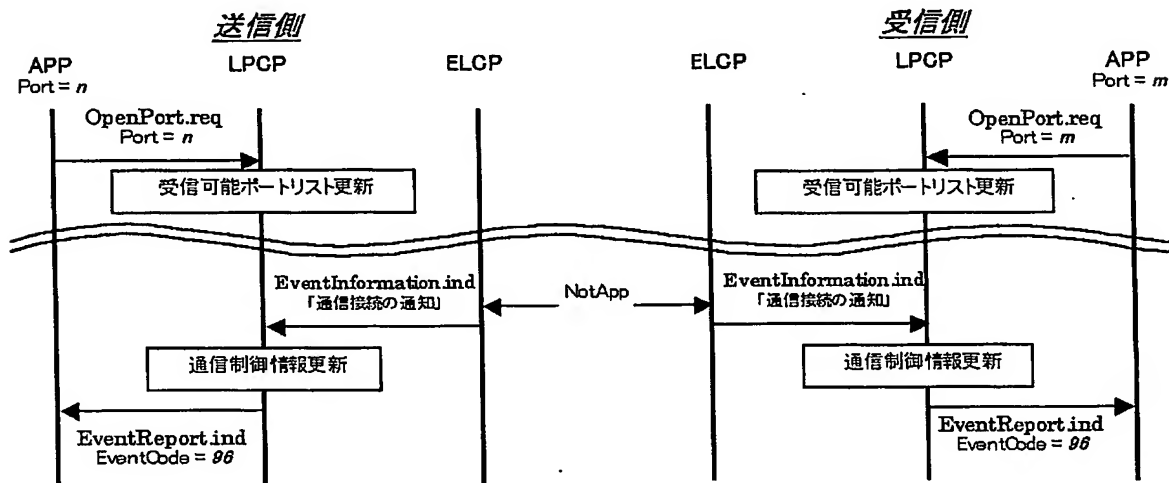 送信側
受信側
APP
Port = n
LPCP
ELCP
ELCP
LPCP
APP
Port = m
OpenPort.req
Port = n
OpenPort.req
Port = m
受信可能ポートリスト更新
受信可能ポートリスト更新
EventInformation.ind
「通信接続の通知」
NotApp
EventInformation.ind
「通信接続の通知」
通信制御情報更新
通信制御情報更新
EventReport.ind
EventCode = 96
EventReport.ind
EventCode = 96